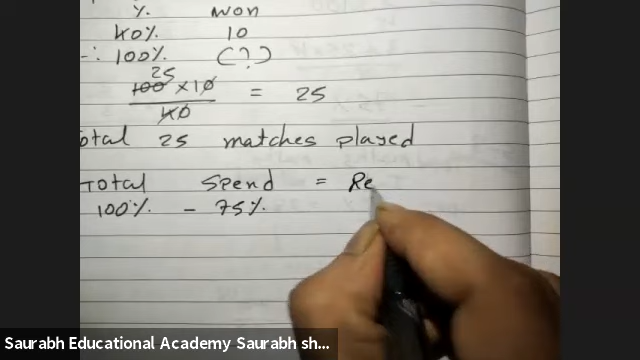 % won
40% 10
∴ 100% (?)
25
100 × 10
40
= 25
otal 25 matches played
Total Spend = Re
100% - 75%
Saurabh Educational Academy Saurabh sh...